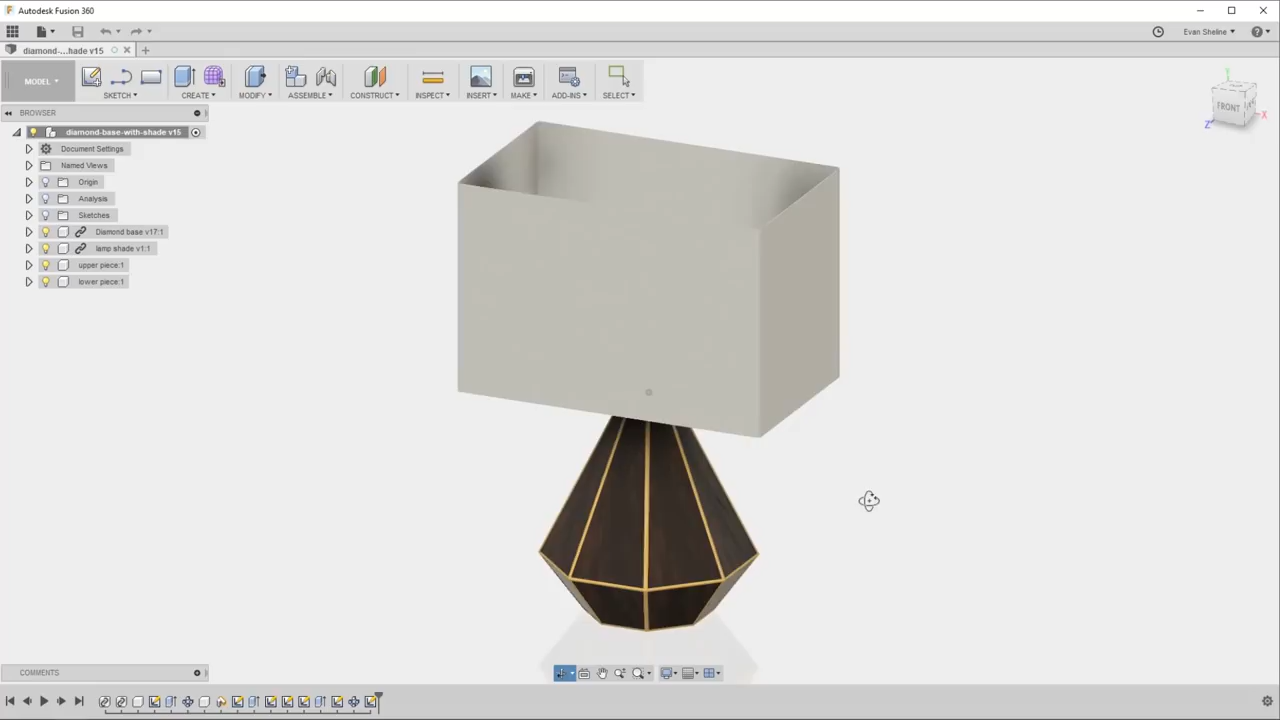 Autodesk Fusion 360
Evan Sheline
diamond-...hade v15
MODEL
SKETCH
CREATE
MODIFY
ASSEMBLE
CONSTRUCT
INSPECT
INSERT
MAKE
ADD-INS
SELECT
BROWSER
FRONT
X
Z
diamond-base-with-shade v15
Document Settings
Named Views
Origin
Analysis
Sketches
Diamond base v17:1
lamp shade v1:1
upper piece:1
lower piece:1
COMMENTS